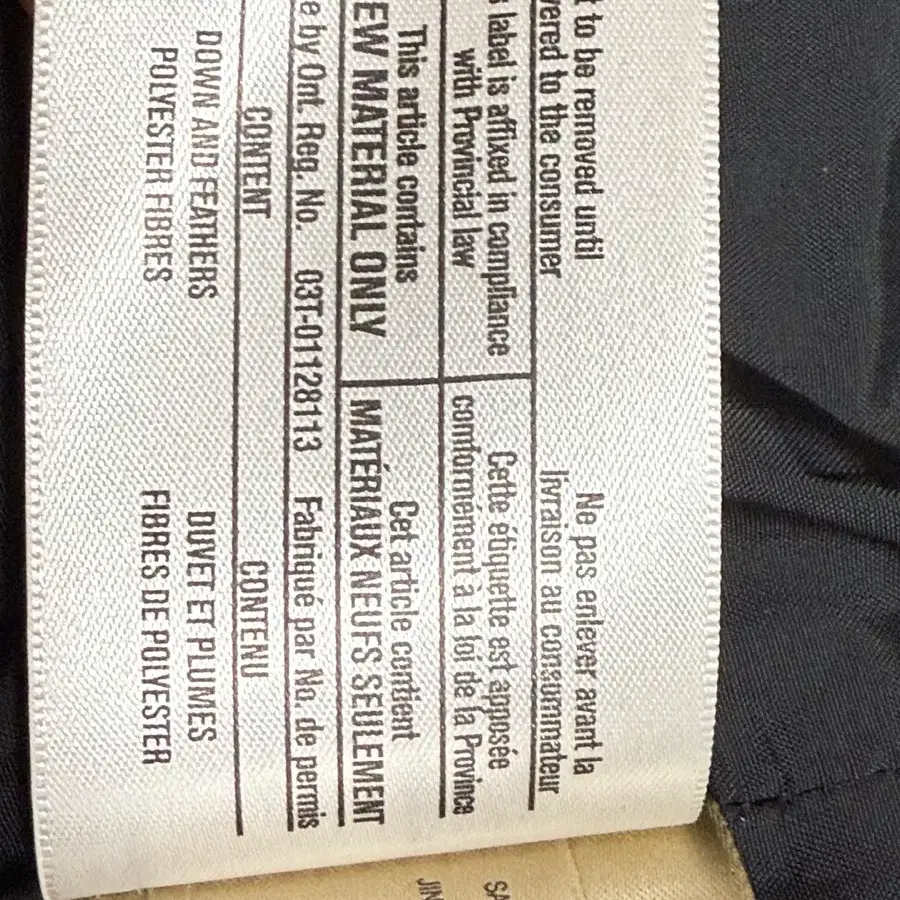 t to be removed until
vered to the consumer
Ne pas enlever avant la
livraison au consommateur
s label is affixed in compliance
with Provincial law
Cette étiquette est apposée
conformément à la loi de la Province
This article contains
EW MATERIAL ONLY
Cet article contient
MATÉRIAUX NEUFS SEULEMENT
e by Ont. Reg. No. 03T-01128113 Fabriqué par No. de permis
CONTENT CONTENU
DOWN AND FEATHERS
POLYESTER FIBRES
DUVET ET PLUMES
FIBRES DE POLYESTER
SA
JIN